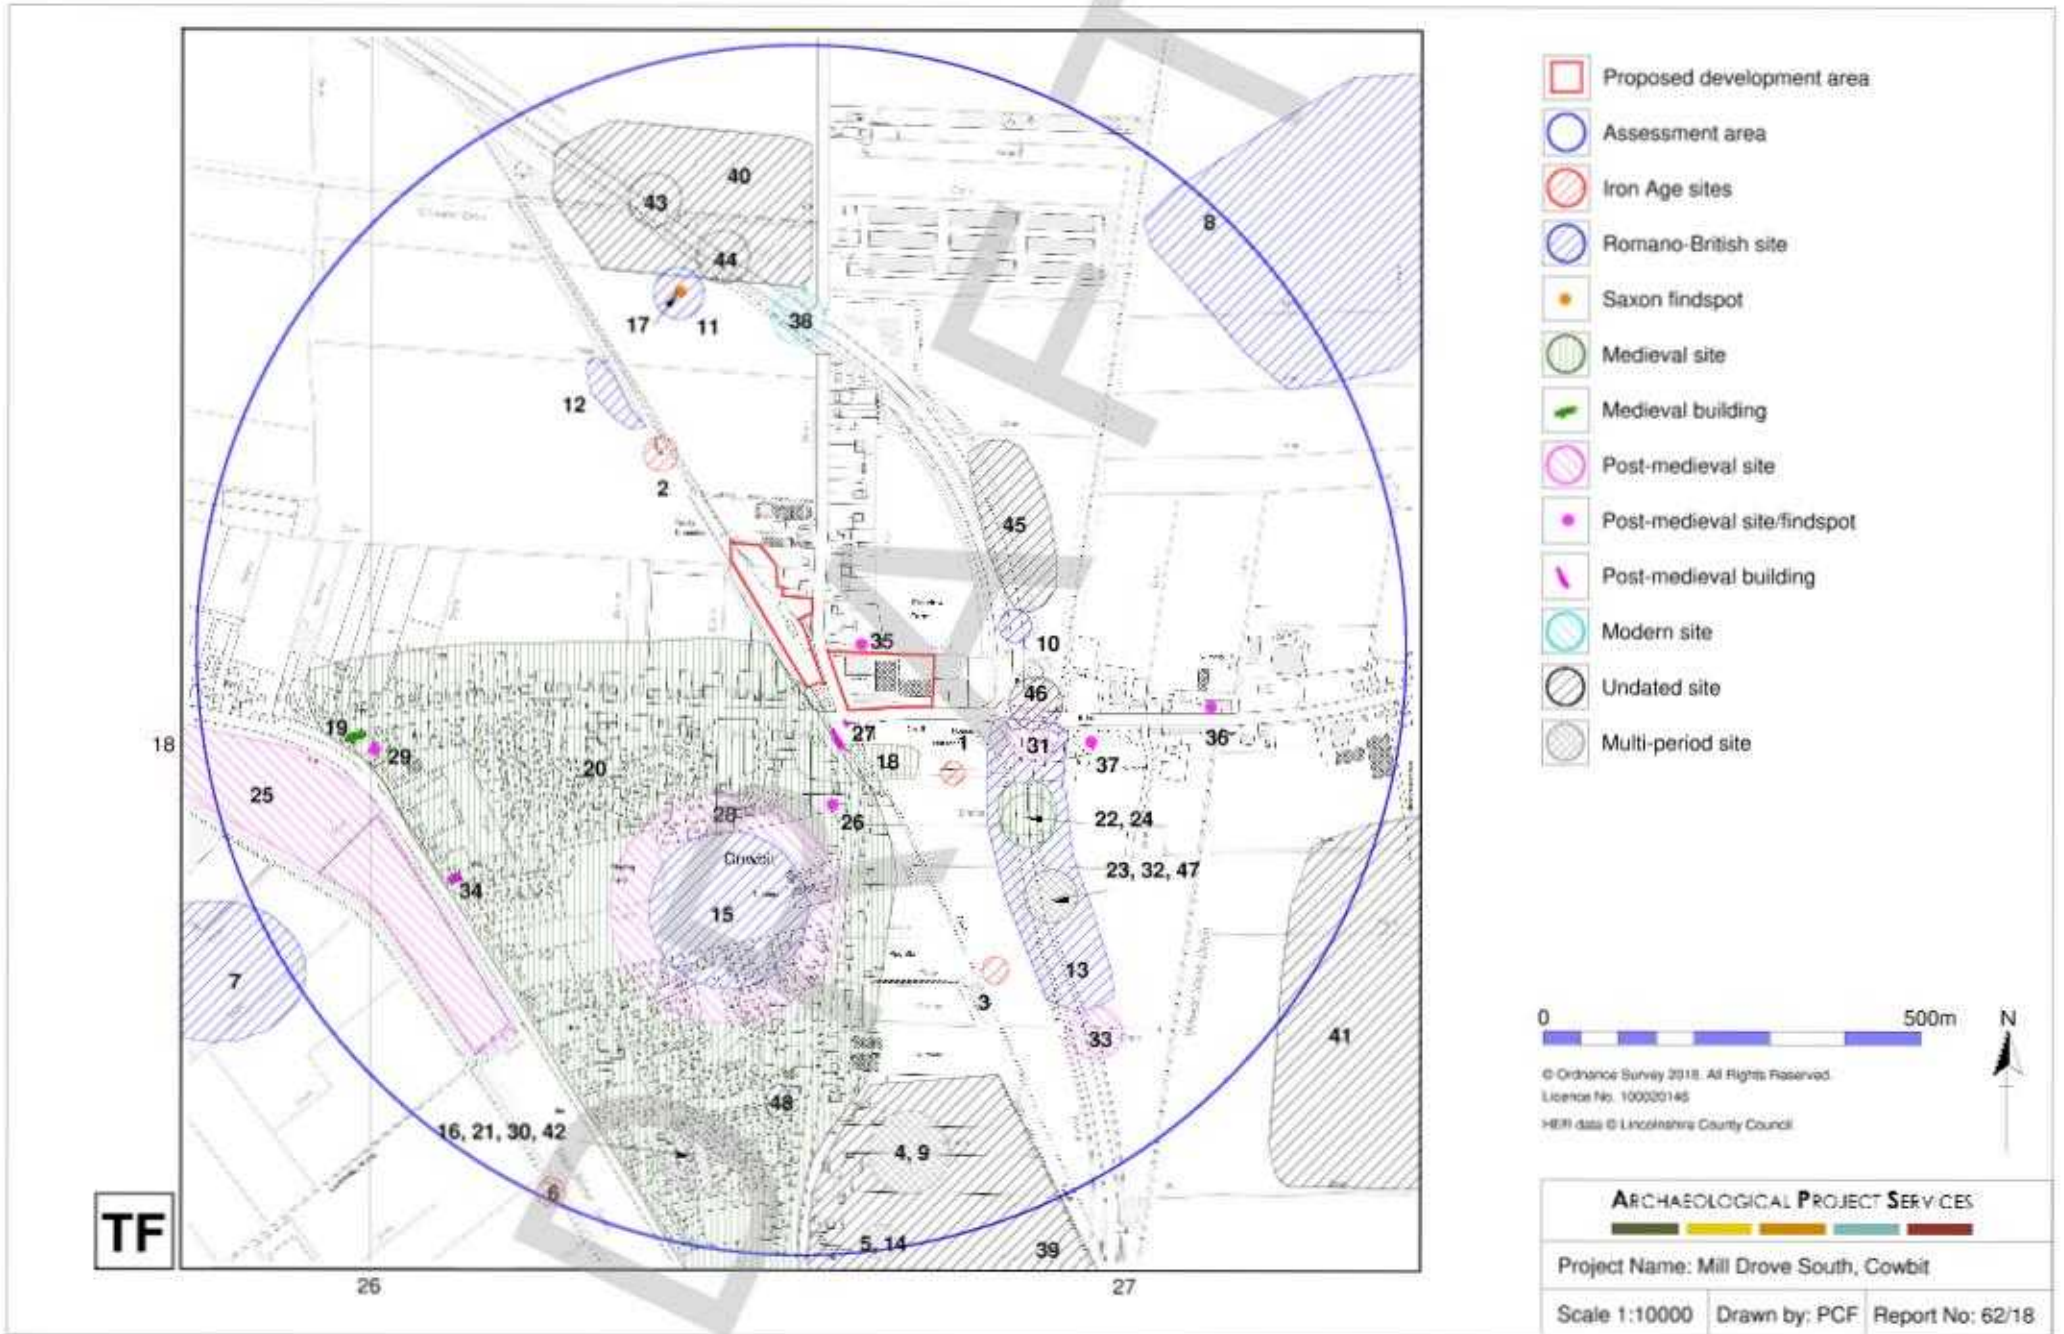 DRAFT
40
43
44
8
17
11
38
12
2
45
35
10
46
19
29
27
1
18
31
36
37
18
20
25
28
26
22, 24
Cowbit
23, 32, 47
34
15
7
13
3
33
41
48
16, 21, 30, 42
4, 9
6
5, 14
39
TF
26
27
Proposed development area
Assessment area
Iron Age sites
Romano-British site
Saxon findspot
Medieval site
Medieval building
Post-medieval site
Post-medieval site/findspot
Post-medieval building
Modern site
Undated site
Multi-period site
0 500m N
© Ordnance Survey 2018. All Rights Reserved.
Licence No. 100020146
HER data © Lincolnshire County Council
ARCHAEOLOGICAL PROJECT SERVICES
Project Name: Mill Drove South, Cowbit
Scale 1:10000 Drawn by: PCF Report No: 62/18